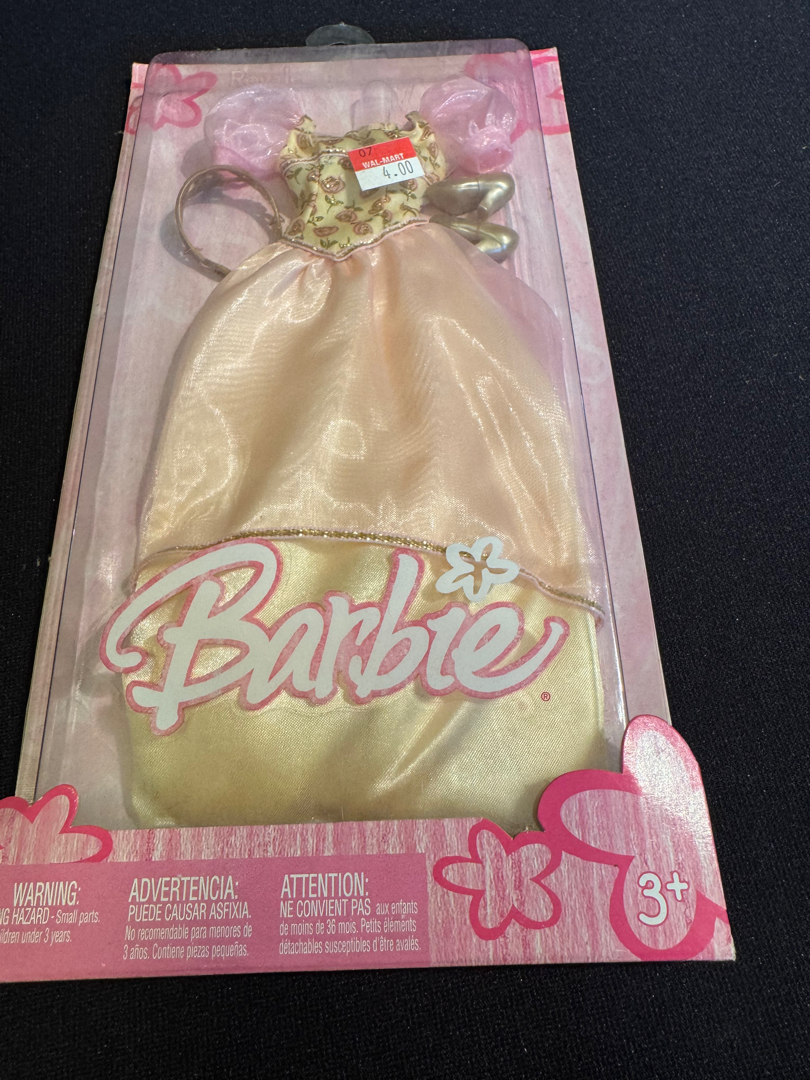 07
WAL-MART
4.00
Barbie®
WARNING:
NG HAZARD - Small parts.
ildren under 3 years.
ADVERTENCIA:
PUEDE CAUSAR ASFIXIA.
No recomendable para menores de
3 años. Contiene piezas pequeñas.
ATTENTION:
NE CONVIENT PAS aux enfants
de moins de 36 mois. Petits éléments
détachables susceptibles d'être avalés.
3+